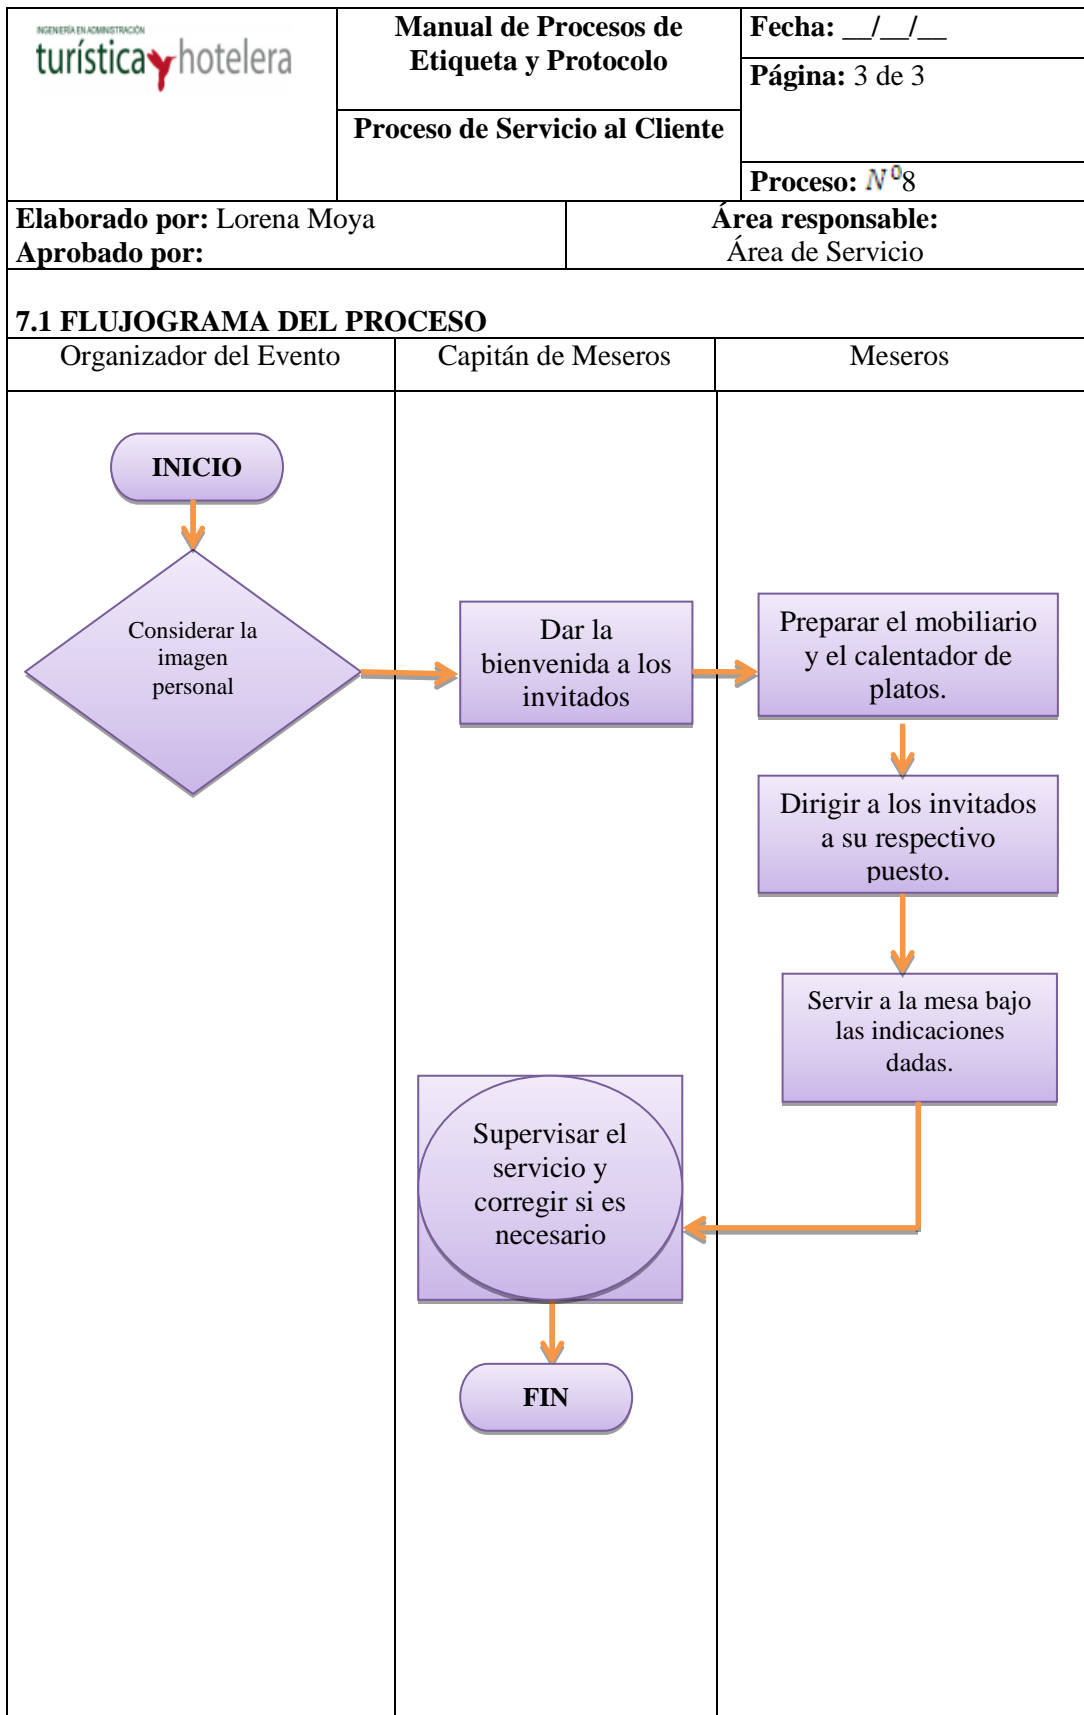 INGENIERÍA EN ADMINISTRACIÓN
turística y hotelera
Manual de Procesos de
Etiqueta y Protocolo
Proceso de Servicio al Cliente
Fecha: __/__/__
Página: 3 de 3
Proceso: N⁰8
Elaborado por: Lorena Moya
Aprobado por:
Área responsable:
Área de Servicio
7.1 FLUJOGRAMA DEL PROCESO
Organizador del Evento
Capitán de Meseros
Meseros
INICIO
Considerar la
imagen
personal
Dar la
bienvenida a los
invitados
Preparar el mobiliario
y el calentador de
platos.
Dirigir a los invitados
a su respectivo
puesto.
Servir a la mesa bajo
las indicaciones
dadas.
Supervisar el
servicio y
corregir si es
necesario
FIN